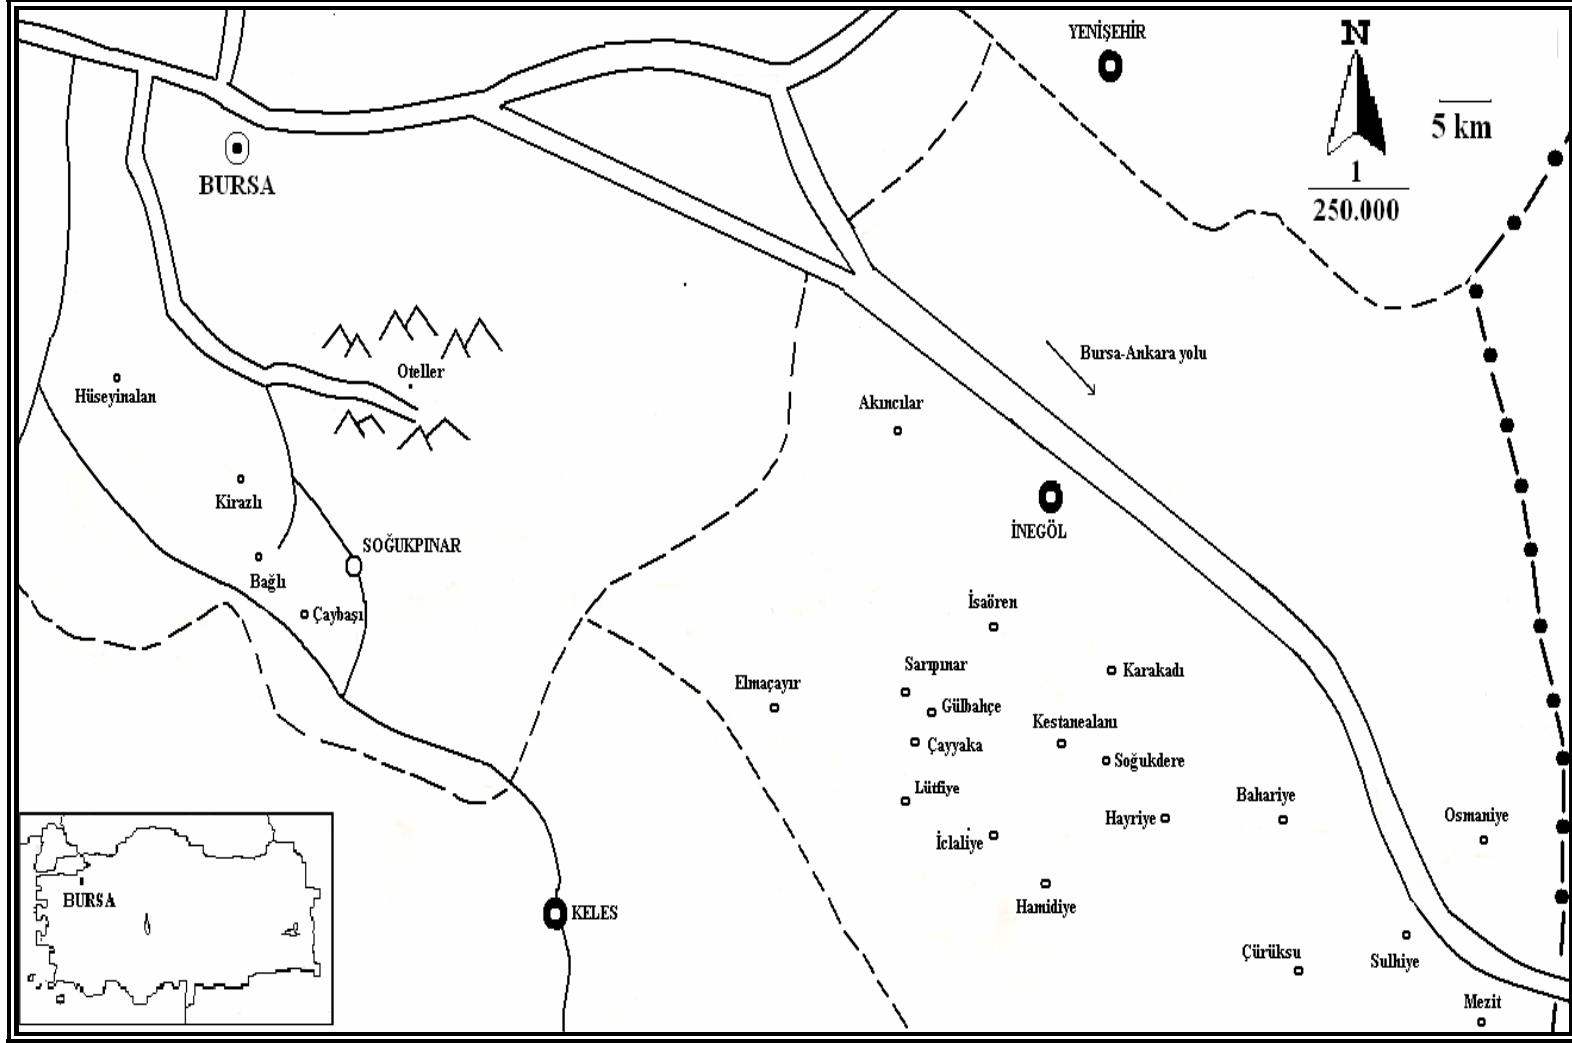 YENİŞEHİR
N
5 km
1
250.000
BURSA
Bursa-Ankara yolu
Oteller
Hüseyinalan
Akıncılar
Kirazlı
İNEGÖL
SOĞUKPINAR
Bağlı
Çaybaşı
İsaören
Sarıpınar
Karakadı
Elmaçayır
Gülbahçe
Kestanealanı
Çayyaka
Soğukdere
Lütfiye
Bahariye
Hayriye
Osmaniye
İclaliye
BURSA
Hamidiye
KELES
Çürüksu
Sulhiye
Mezit